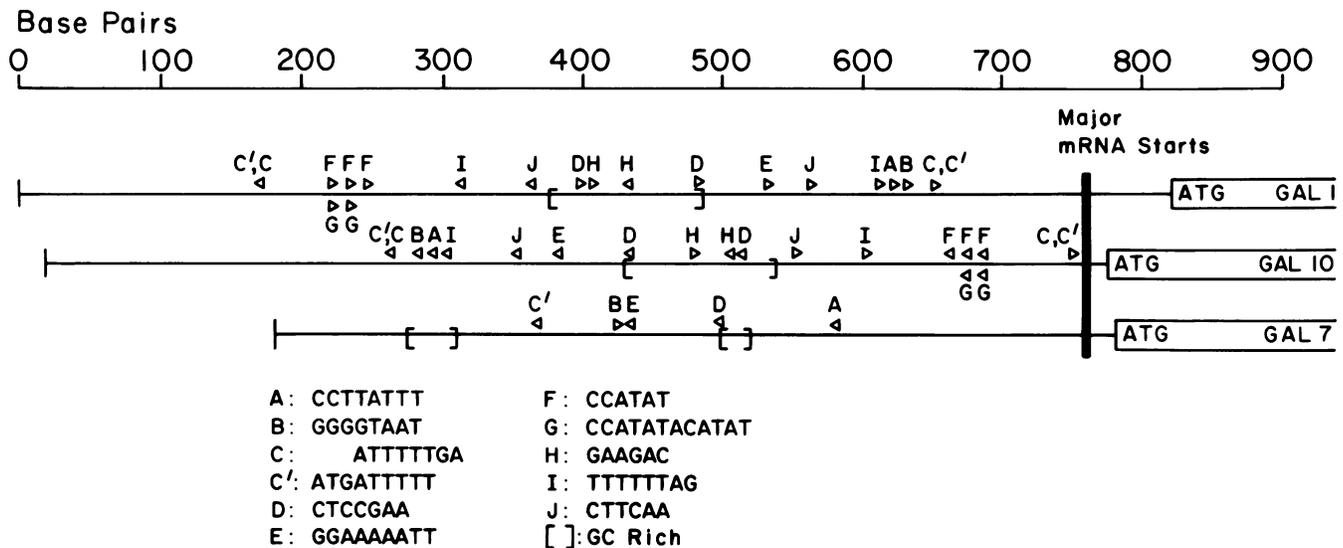 Base Pairs
0 100 200 300 400 500 600 700 800 900
Major
mRNA Starts
C',C F F F I J D H H D E J I A B C,C'
ATG GAL 1
G G
C',C B A I J E D H H D J I F F F C,C'
ATG GAL 10
G G
C' B E D A
ATG GAL 7
A: CCTTATTT
B: GGGGTAAT
C: ATTTTTGA
C': ATGATTTTT
D: CTCCGAA
E: GGAAAAATT
F: CCATAT
G: CCATATACATAT
H: GAAGAC
I: TTTTTTAG
J: CTTCAA
[ ]: GC Rich